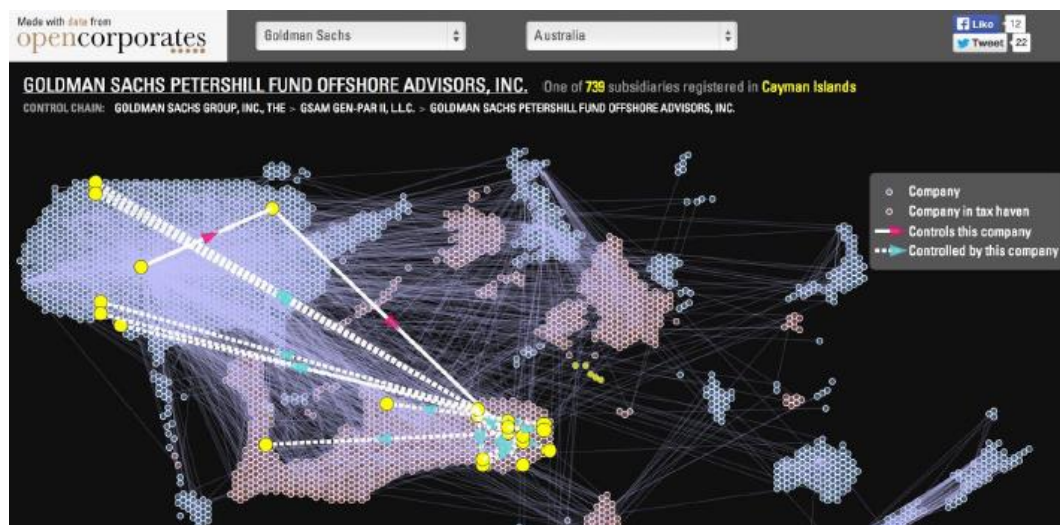 Made with data from
opencorporates
Goldman Sachs
Australia
Like 12
Tweet 22
GOLDMAN SACHS PETERSHILL FUND OFFSHORE ADVISORS, INC. One of 739 subsidiaries registered in Cayman Islands
CONTROL CHAIN: GOLDMAN SACHS GROUP, INC., THE > GSAM GEN-PAR II, L.L.C. > GOLDMAN SACHS PETERSHILL FUND OFFSHORE ADVISORS, INC.
Company
Company in tax haven
Controls this company
Controlled by this company